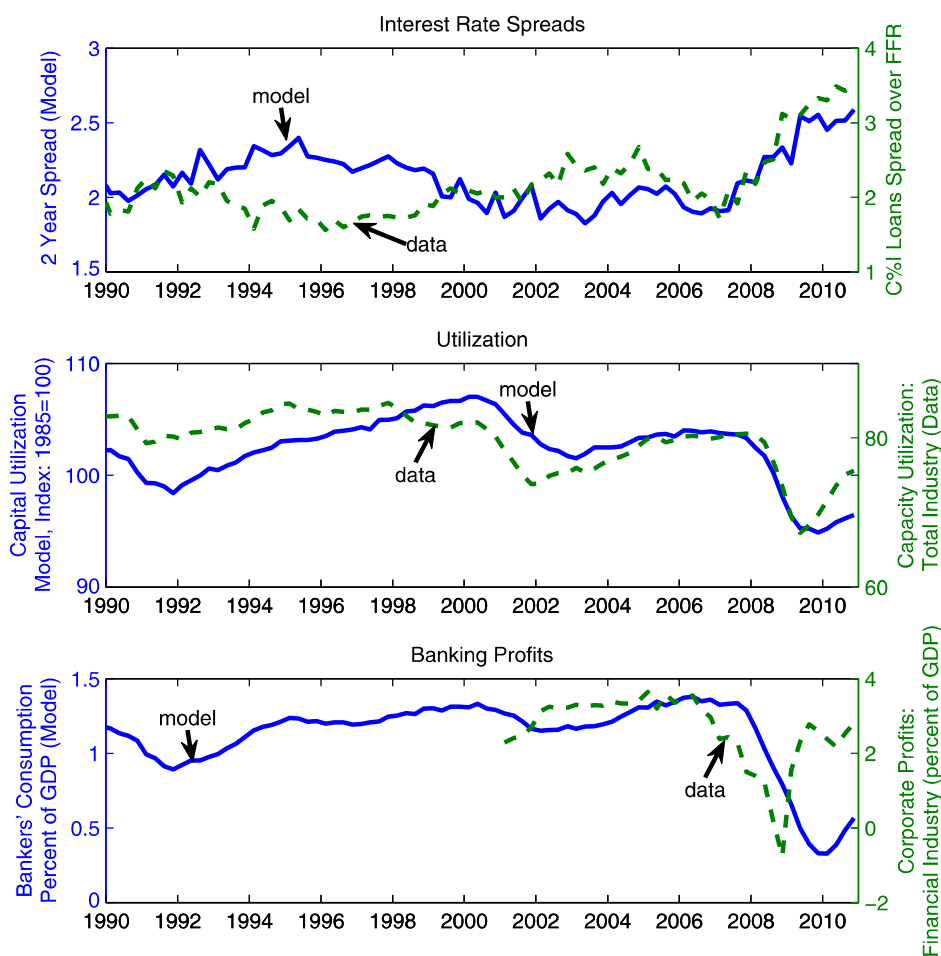 Interest Rate Spreads
2 Year Spread (Model)
3
2.5
2
1.5
model
data
4
3
2
1
C%I Loans Spread over FFR
1990 1992 1994 1996 1998 2000 2002 2004 2006 2008 2010
Utilization
Capital Utilization
Model, Index: 1985=100)
110
100
90
model
data
80
60
Capacity Utilization:
Total Industry (Data)
1990 1992 1994 1996 1998 2000 2002 2004 2006 2008 2010
Banking Profits
Bankers' Consumption
Percent of GDP (Model)
1.5
1
0.5
0
model
data
4
2
0
−2
Corporate Profits:
Financial Industry (percent of GDP)
1990 1992 1994 1996 1998 2000 2002 2004 2006 2008 2010